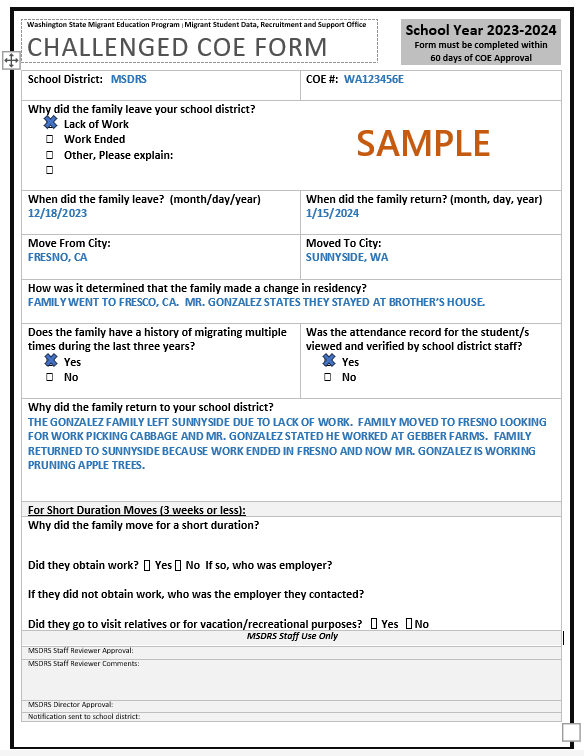 Washington State Migrant Education Program | Migrant Student Data, Recruitment and Support Office
CHALLENGED COE FORM
School Year 2023-2024
Form must be completed within
60 days of COE Approval
School District: MSDRS
COE #: WA123456E
Why did the family leave your school district?
Lack of Work
Work Ended
Other, Please explain:
SAMPLE
When did the family leave? (month/day/year)
12/18/2023
When did the family return? (month, day, year)
1/15/2024
Move From City:
FRESNO, CA
Moved To City:
SUNNYSIDE, WA
How was it determined that the family made a change in residency?
FAMILY WENT TO FRESCO, CA. MR. GONZALEZ STATES THEY STAYED AT BROTHER'S HOUSE.
Does the family have a history of migrating multiple
times during the last three years?
Yes
No
Was the attendance record for the student/s
viewed and verified by school district staff?
Yes
No
Why did the family return to your school district?
THE GONZALEZ FAMILY LEFT SUNNYSIDE DUE TO LACK OF WORK. FAMILY MOVED TO FRESNO LOOKING
FOR WORK PICKING CABBAGE AND MR. GONZALEZ STATED HE WORKED AT GEBBER FARMS. FAMILY
RETURNED TO SUNNYSIDE BECAUSE WORK ENDED IN FRESNO AND NOW MR. GONZALEZ IS WORKING
PRUNING APPLE TREES.
For Short Duration Moves (3 weeks or less):
Why did the family move for a short duration?
Did they obtain work? Yes No If so, who was employer?
If they did not obtain work, who was the employer they contacted?
Did they go to visit relatives or for vacation/recreational purposes? Yes No
MSDRS Staff Use Only
MSDRS Staff Reviewer Approval:
MSDRS Staff Reviewer Comments:
MSDRS Director Approval:
Notification sent to school district: